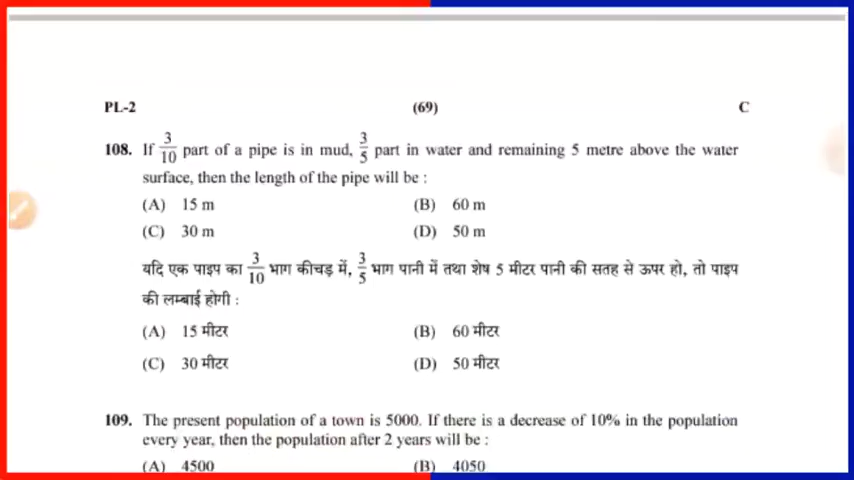 PL-2 (69) C
108. If 3/10 part of a pipe is in mud, 3/5 part in water and remaining 5 metre above the water
surface, then the length of the pipe will be :
(A) 15 m (B) 60 m
(C) 30 m (D) 50 m
यदि एक पाइप का 3/10 भाग कीचड़ में, 3/5 भाग पानी में तथा शेष 5 मीटर पानी की सतह से ऊपर हो, तो पाइप
की लम्बाई होगी :
(A) 15 मीटर (B) 60 मीटर
(C) 30 मीटर (D) 50 मीटर
109. The present population of a town is 5000. If there is a decrease of 10% in the population
every year, then the population after 2 years will be :
(A) 4500 (B) 4050